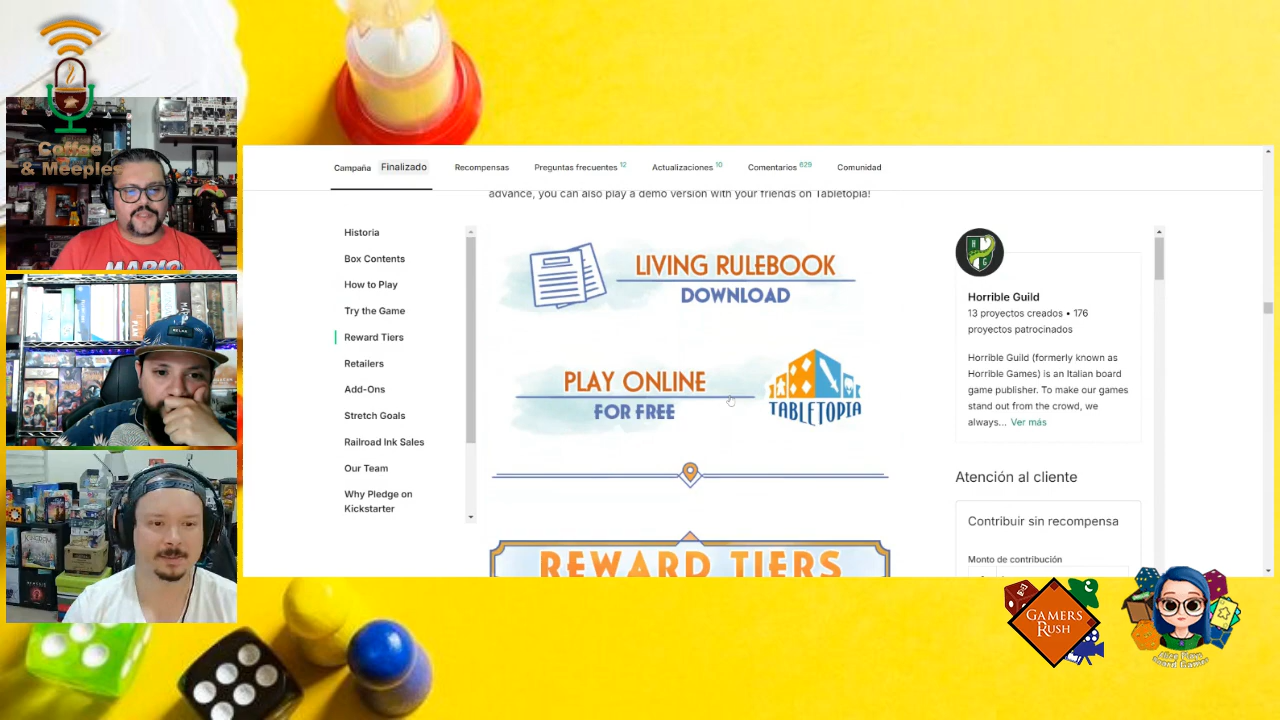 Coffee
& Meeples
MARIO
RELAX
KINGDOM
Campaña Finalizado Recompensas Preguntas frecuentes 12 Actualizaciones 10 Comentarios 629 Comunidad
advance, you can also play a demo version with your friends on Tabletopia!
Historia
Box Contents
How to Play
Try the Game
Reward Tiers
Retailers
Add-Ons
Stretch Goals
Railroad Ink Sales
Our Team
Why Pledge on
Kickstarter
LIVING RULEBOOK
DOWNLOAD
PLAY ONLINE
FOR FREE
TABLETOPIA
REWARD TIERS
H G
Horrible Guild
13 proyectos creados • 176
proyectos patrocinados
Horrible Guild (formerly known as
Horrible Games) is an Italian board
game publisher. To make our games
stand out from the crowd, we
always... Ver más
Atención al cliente
Contribuir sin recompensa
Monto de contribución
GAMERS
RUSH
Board Games